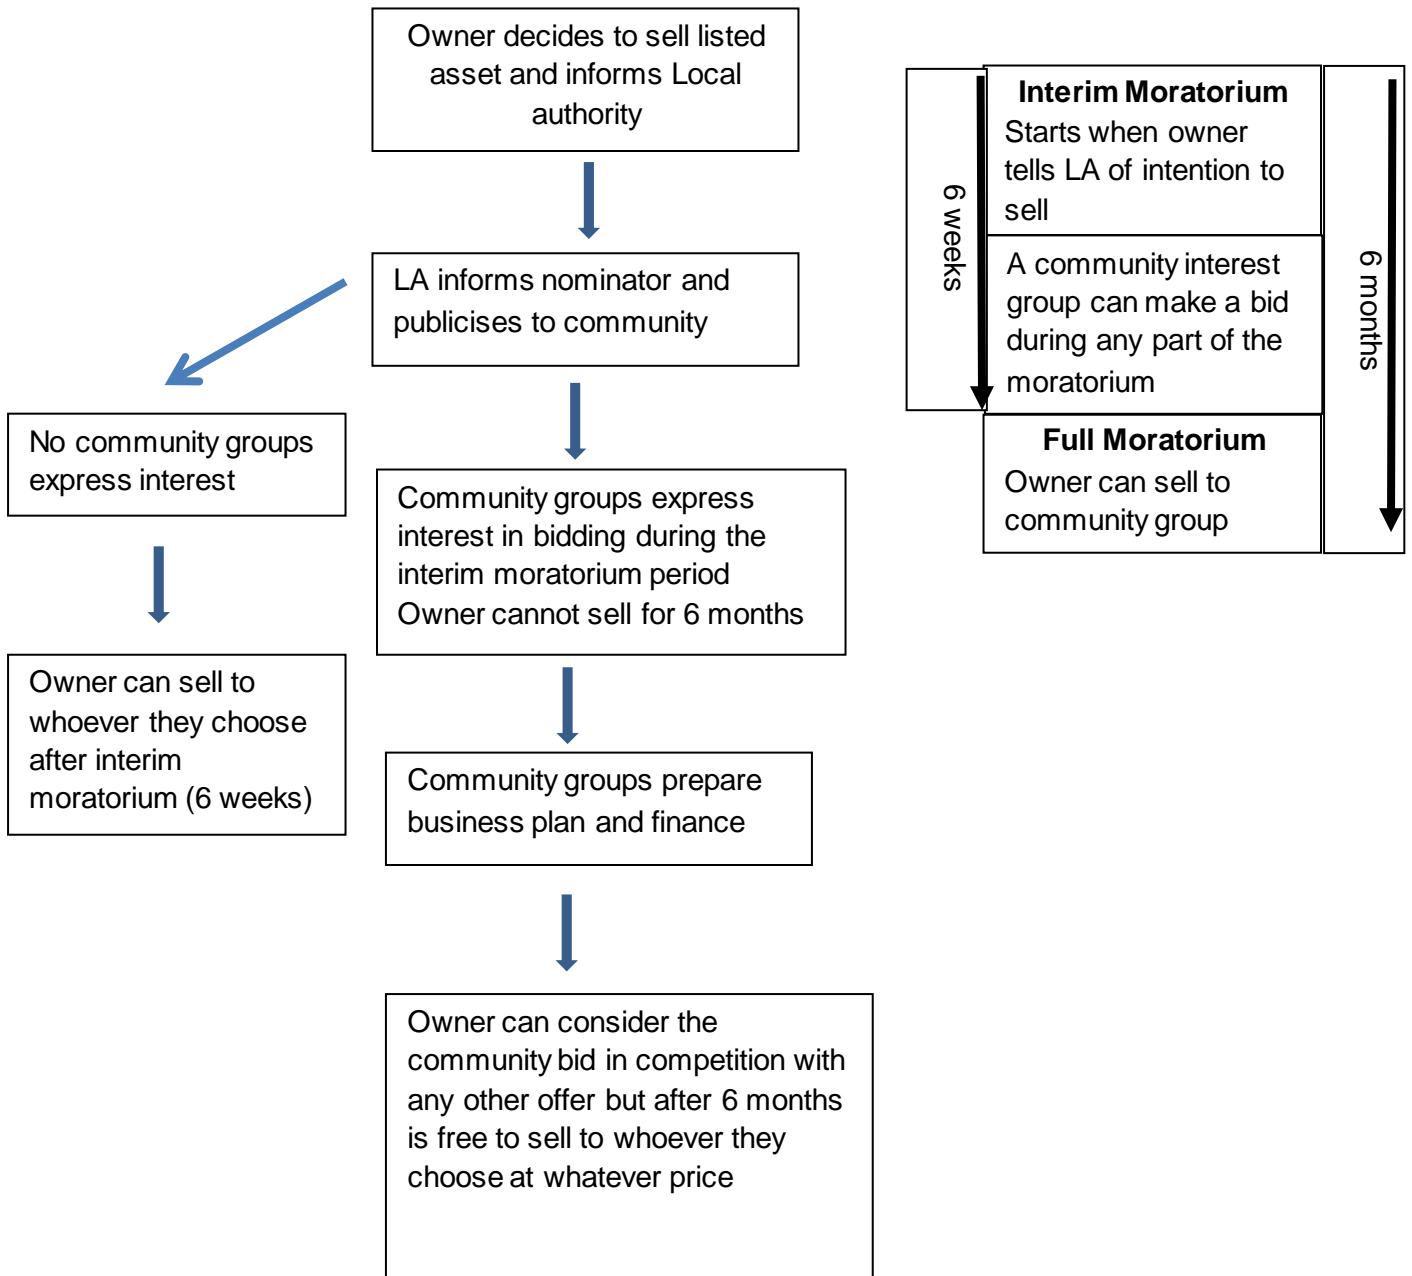 Owner decides to sell listed
asset and informs Local
authority
LA informs nominator and
publicises to community
No community groups
express interest
Owner can sell to
whoever they choose
after interim
moratorium (6 weeks)
Community groups express
interest in bidding during the
interim moratorium period
Owner cannot sell for 6 months
Community groups prepare
business plan and finance
Owner can consider the
community bid in competition with
any other offer but after 6 months
is free to sell to whoever they
choose at whatever price
6 weeks
Interim Moratorium
Starts when owner
tells LA of intention to
sell
A community interest
group can make a bid
during any part of the
moratorium
Full Moratorium
Owner can sell to
community group
6 months